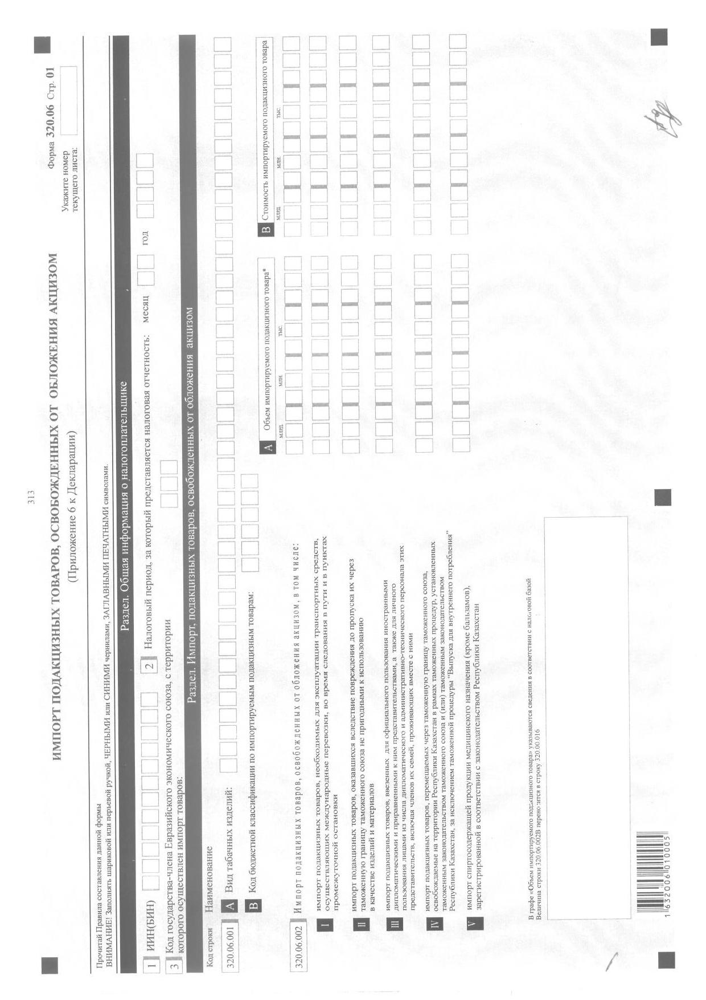 313
ИМПОРТ ПОДАКЦИЗНЫХ ТОВАРОВ, ОСВОБОЖДЕННЫХ ОТ ОБЛОЖЕНИЯ АКЦИЗОМ
(Приложение 6 к Декларации)
Форма 320.06 Стр. 01
Укажите номер
текущего листа:
Прочитай Правила составления данной формы
ВНИМАНИЕ! Заполнять шариковой или перьевой ручкой, ЧЕРНЫМИ или СИНИМИ чернилами, ЗАГЛАВНЫМИ ПЕЧАТНЫМИ символами.
Раздел. Общая информация о налогоплательщике
1 ИИН(БИН)
2 Налоговый период, за который представляется налоговая отчетность: месяц год
3 Код государства-члена Евразийского экономического союза, с территории
которого осуществлен импорт товаров:
Раздел. Импорт, подакцизных товаров, освобожденных от обложения акцизом
Код строки Наименование
320.06.001 A Вид табачных изделий:
B Код бюджетной классификации по импортируемым подакцизным товарам:
A Объем импортируемого подакцизного товара*
B Стоимость импортируемого подакцизного товара
МЛРД. МЛН. ТЫС. МЛРД. МЛН. ТЫС.
320.06.002 Импорт подакцизных товаров, освобожденных от обложения акцизом, в том числе:
I импорт подакцизных товаров, необходимых для эксплуатации транспортных средств,
осуществляющих международные перевозки, во время следования в пути и в пунктах
промежуточной остановки
II импорт подакцизных товаров, оказавшихся вследствие повреждения до пропуска их через
таможенную границу таможенного союза не пригодными к использованию
в качестве изделий и материалов
III импорт подакцизных товаров, ввезенных для официального пользования иностранными
дипломатическими и приравненными к ним представительствами, а также для личного
пользования лицами из числа дипломатического и административно-технического персонала этих
представительств, включая членов их семей, проживающих вместе с ними
IV импорт подакцизных товаров, перемещаемых через таможенную границу таможенного союза,
освобождаемые на территории Республики Казахстан в рамках таможенных процедур, установленных
таможенным законодательством таможенного союза и (или) таможенным законодательством
Республики Казахстан, за исключением таможенной процедуры “Выпуска для внутреннего потребления”
V импорт спиртосодержащей продукции медицинского назначения (кроме бальзамов),
зарегистрированной в соответствии с законодательством Республики Казахстан
В графе «Объем импортируемого подакцизного товара» указываются сведения в соответствии с налоговой базой
Величина строки 320.06.002В переносится в строку 320.00.016
1 632006 010005